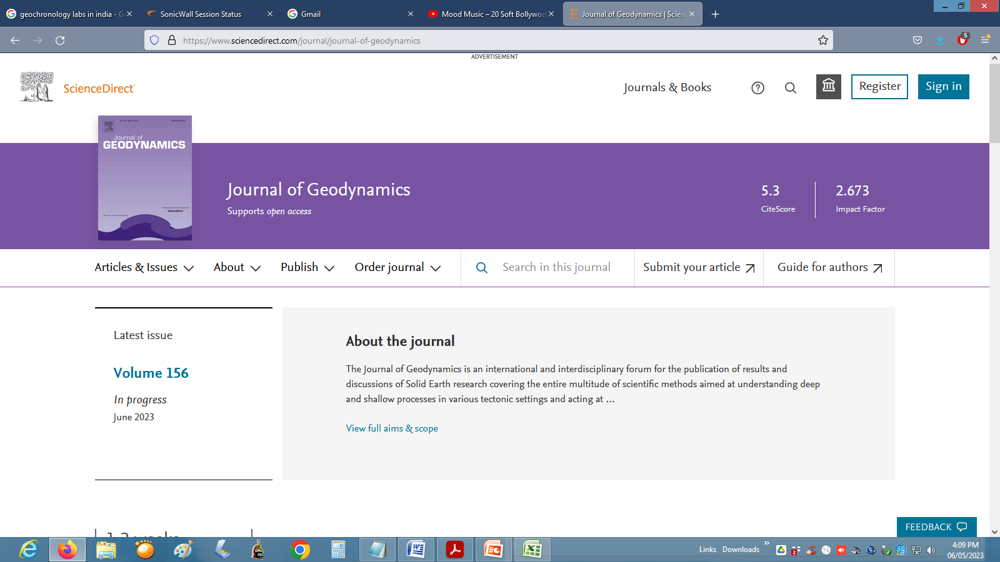 geochronology labs in india - G
SonicWall Session Status
Gmail
Mood Music – 20 Soft Bollywoo
Journal of Geodynamics | Scien
https://www.sciencedirect.com/journal/journal-of-geodynamics
5
ADVERTISEMENT
ScienceDirect
Journals & Books
Register
Sign in
Journal of
GEODYNAMICS
ScienceDirect
Journal of Geodynamics
Supports open access
5.3
CiteScore
2.673
Impact Factor
Articles & Issues
About
Publish
Order journal
Search in this journal
Submit your article
Guide for authors
Latest issue
Volume 156
In progress
June 2023
About the journal
The Journal of Geodynamics is an international and interdisciplinary forum for the publication of results and
discussions of Solid Earth research covering the entire multitude of scientific methods aimed at understanding deep
and shallow processes in various tectonic settings and acting at ...
View full aims & scope
FEEDBACK
Links
Downloads
2
4:09 PM
06/05/2023